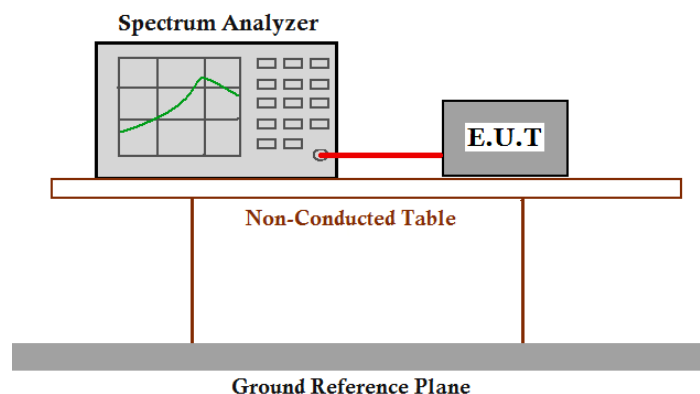 Spectrum Analyzer
E.U.T
Non-Conducted Table
Ground Reference Plane